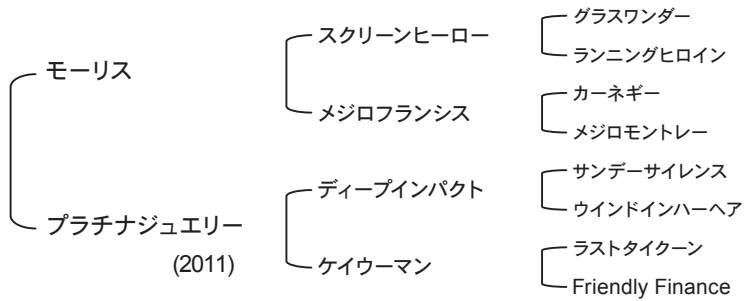 モーリス
プラチナジュエリー
(2011)
スクリーンヒーロー
メジロフランシス
ディープインパクト
ケイウーマン
グラスワンダー
ランニングヒロイン
カーネギー
メジロモントレー
サンデーサイレンス
ウインドインハーヘア
ラストタイクーン
Friendly Finance